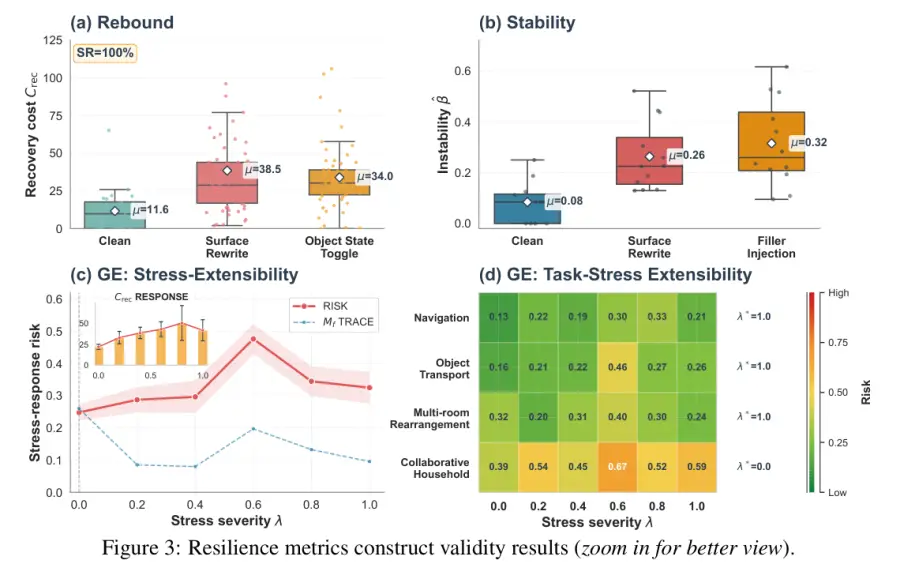 (a) Rebound
SR=100%
Recovery cost C_rec
125
100
75
50
25
0
μ=11.6
μ=38.5
μ=34.0
Clean
Surface
Rewrite
Object State
Toggle
(b) Stability
Instability β̂
0.6
0.4
0.2
0.0
μ=0.08
μ=0.26
μ=0.32
Clean
Surface
Rewrite
Filler
Injection
(c) GE: Stress-Extensibility
Stress-response risk
0.6
0.5
0.4
0.3
0.2
0.1
0.0
C_rec RESPONSE
50
0
0.0 0.5 1.0
RISK
M_f TRACE
0.0 0.2 0.4 0.6 0.8 1.0
Stress severity λ
(d) GE: Task-Stress Extensibility
Navigation
0.13 0.22 0.19 0.30 0.33 0.21 λ*=1.0
Object
Transport
0.16 0.21 0.22 0.46 0.27 0.26 λ*=1.0
Multi-room
Rearrangement
0.32 0.20 0.31 0.40 0.30 0.24 λ*=1.0
Collaborative
Household
0.39 0.54 0.45 0.67 0.52 0.59 λ*=0.0
0.0 0.2 0.4 0.6 0.8 1.0
Stress severity λ
High
0.75
0.50
0.25
Low
Risk
Figure 3: Resilience metrics construct validity results (zoom in for better view).